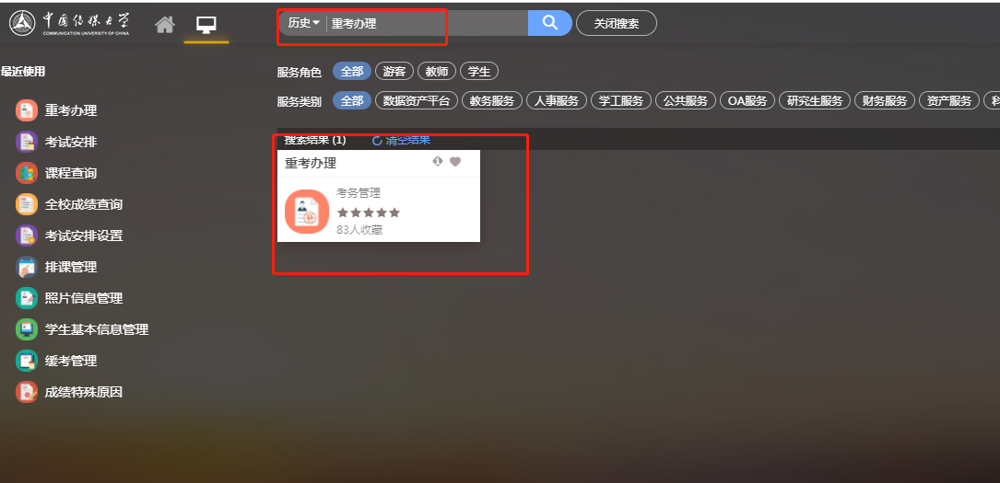 中国传媒大学
COMMUNICATION UNIVERSITY OF CHINA
历史 重考办理
关闭搜索
最近使用
重考办理
考试安排
课程查询
全校成绩查询
考试安排设置
排课管理
照片信息管理
学生基本信息管理
缓考管理
成绩特殊原因
服务角色 全部 游客 教师 学生
服务类别 全部 数据资产平台 教务服务 人事服务 学工服务 公共服务 OA服务 研究生服务 财务服务 资产服务
搜索结果 (1) 清空结果
重考办理
考务管理
83人收藏